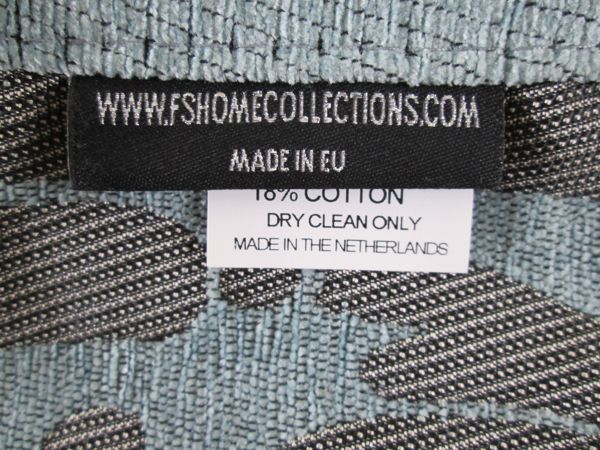 WWW.FSHOMECOLLECTIONS.COM
MADE IN EU
18% COTTON
DRY CLEAN ONLY
MADE IN THE NETHERLANDS